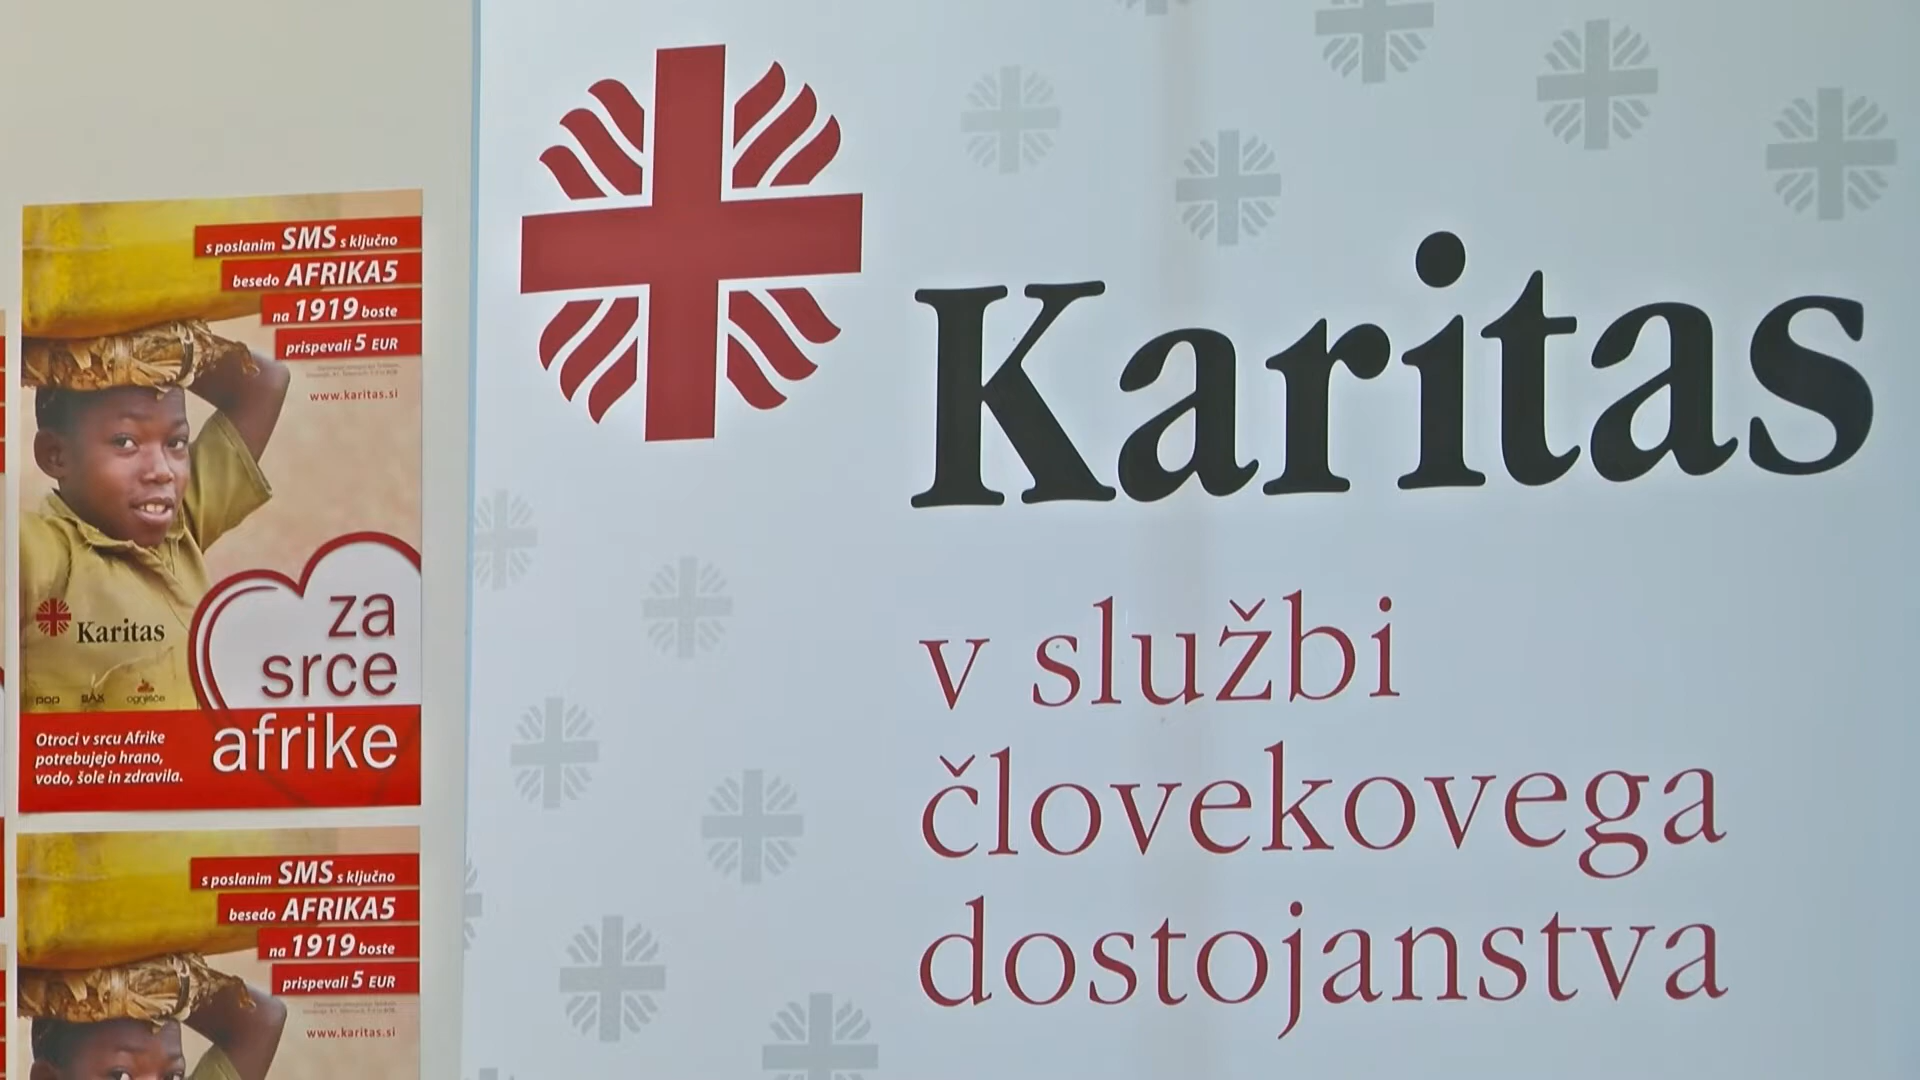 s poslanim SMS s ključno
besedo AFRIKA5
na 1919 boste
prispevali 5 EUR
www.karitas.si
Karitas
za
srce
afrike
pop
ognjišče
Otroci v srcu Afrike
potrebujejo hrano,
vodo, šole in zdravila.
s poslanim SMS s ključno
besedo AFRIKA5
na 1919 boste
prispevali 5 EUR
www.karitas.si
Karitas
v službi
človekovega
dostojanstva